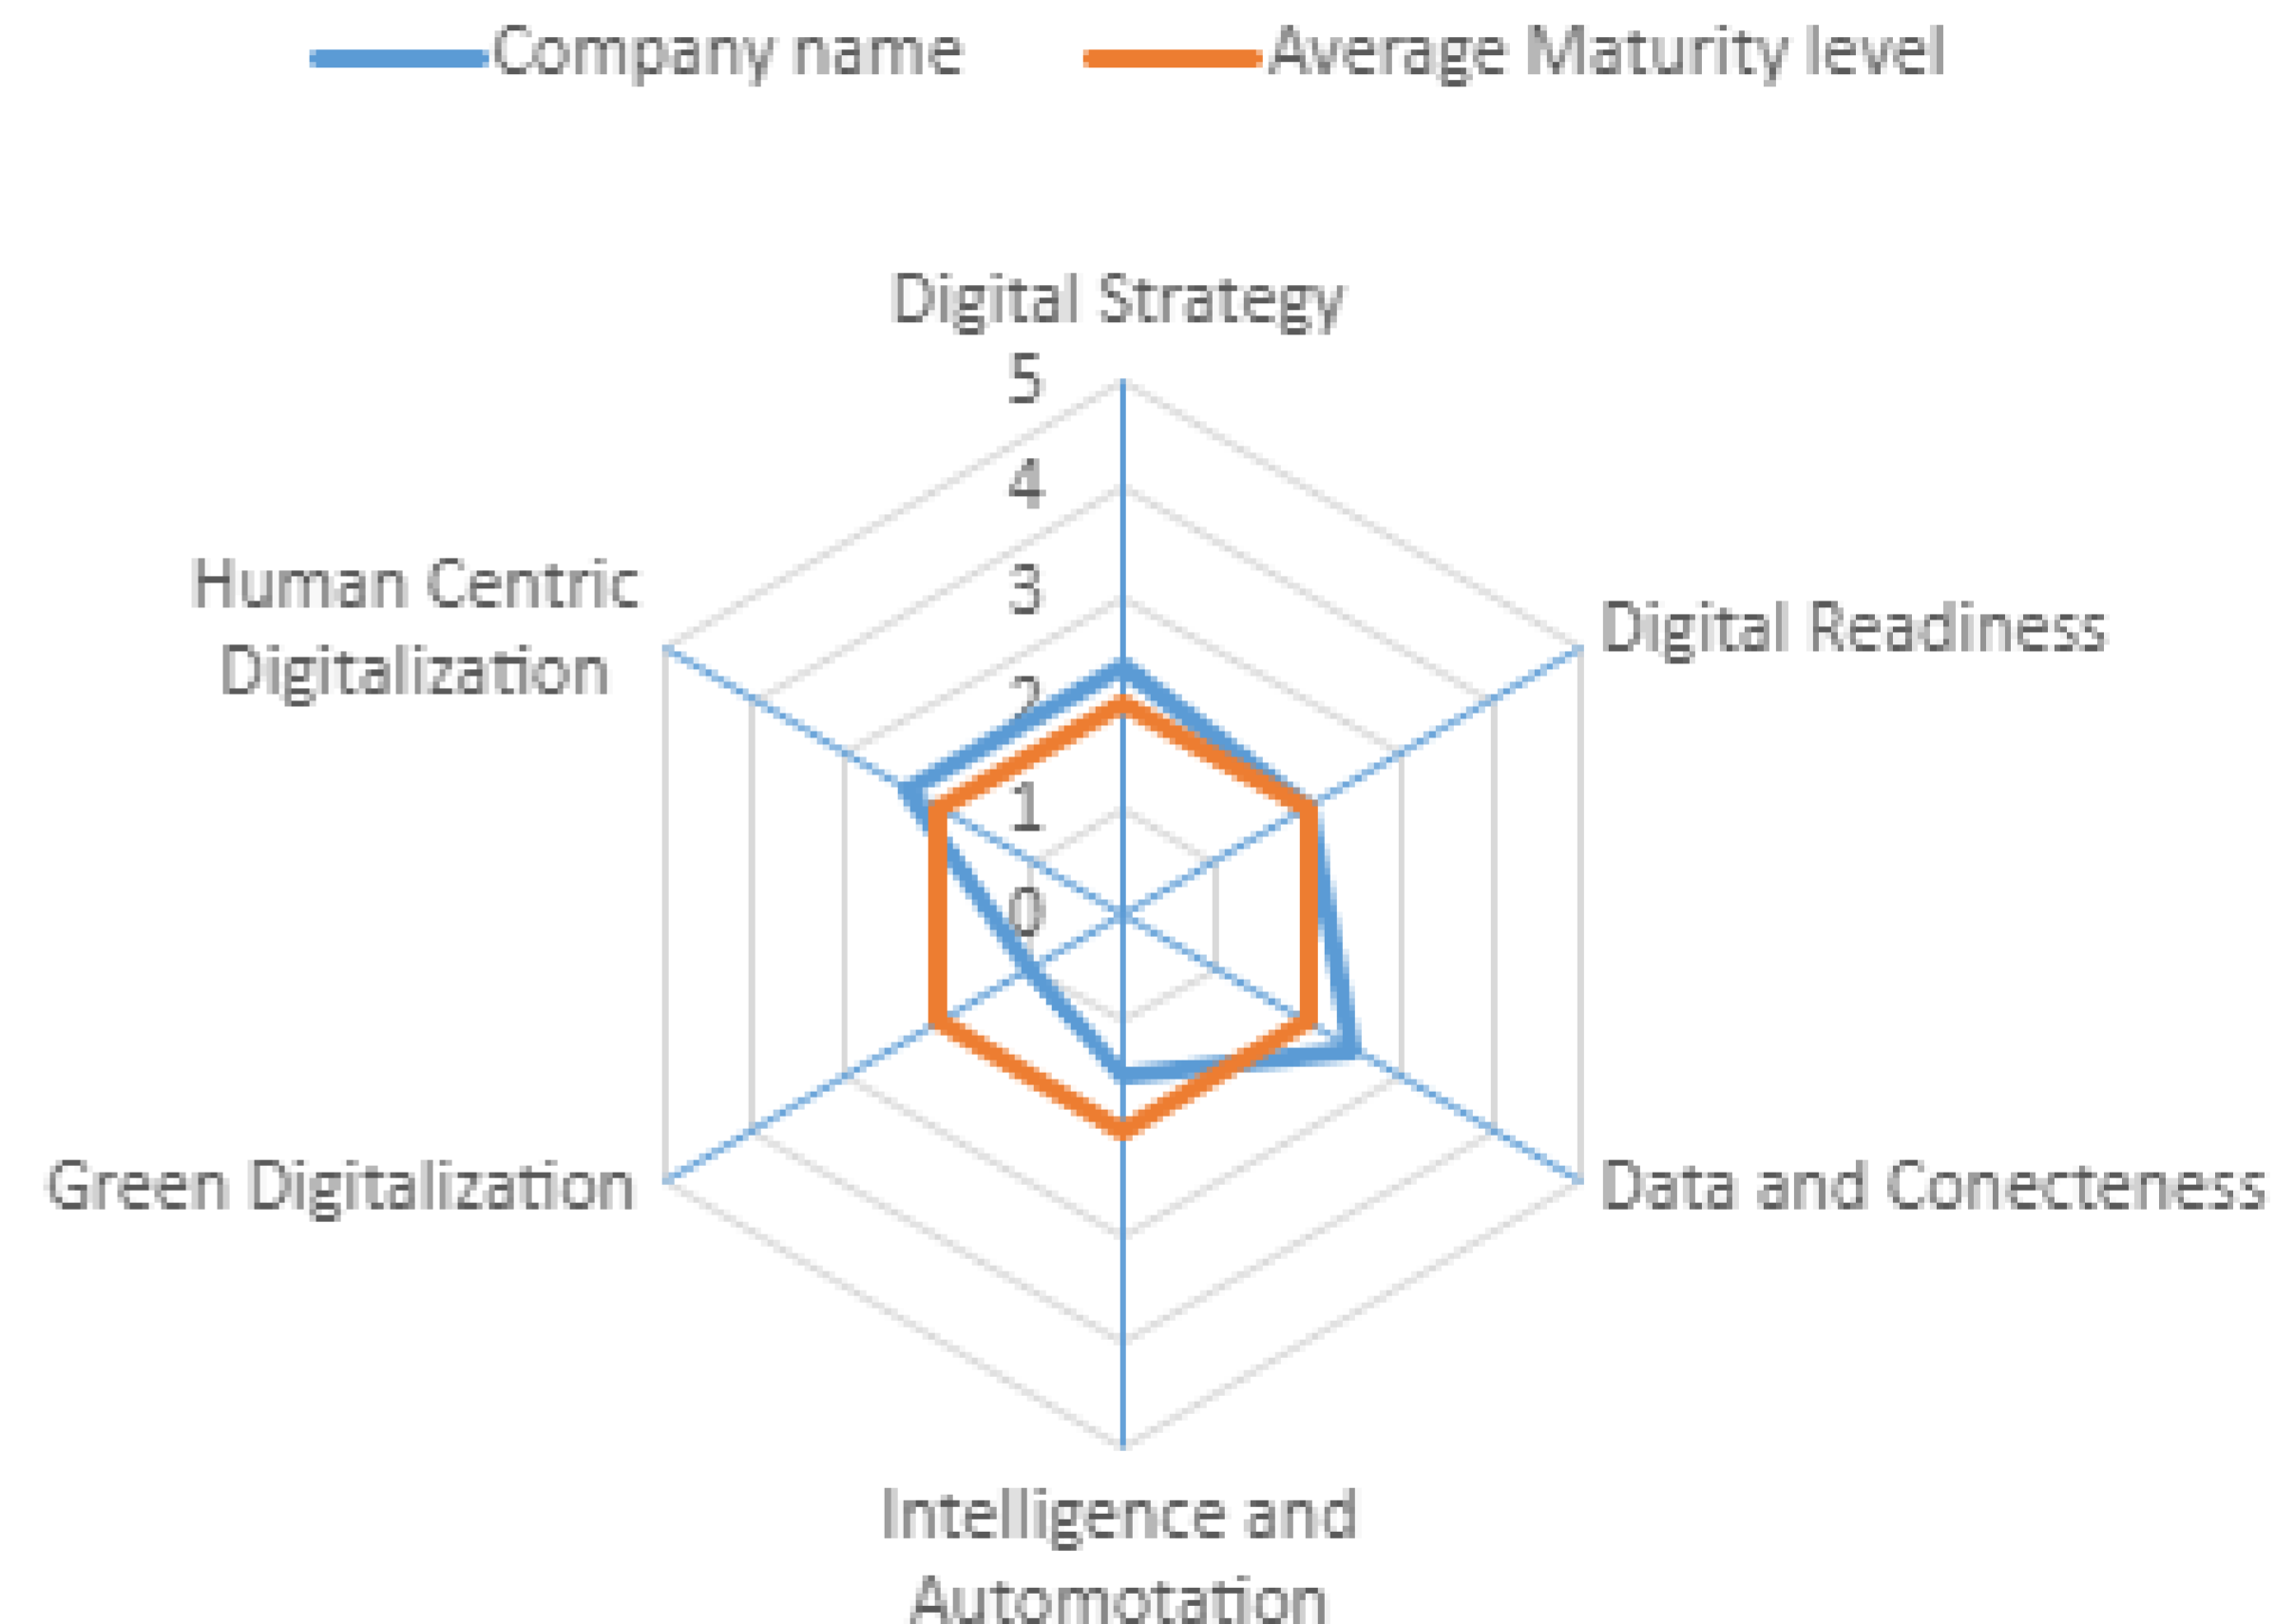 Company name
Average Maturity level
Digital Strategy
5
4
3
2
1
0
Digital Readiness
Data and Conecteness
Intelligence and
Automotation
Green Digitalization
Human Centric
Digitalization